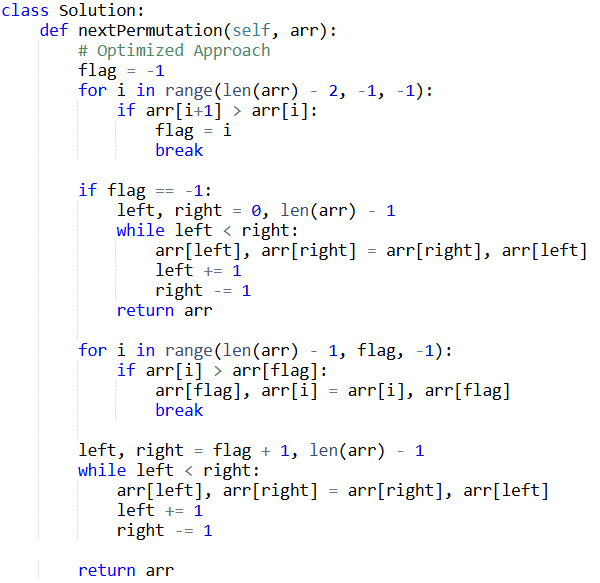 class Solution:
    def nextPermutation(self, arr):
        # Optimized Approach
        flag = -1
        for i in range(len(arr) - 2, -1, -1):
            if arr[i+1] > arr[i]:
                flag = i
                break

        if flag == -1:
            left, right = 0, len(arr) - 1
            while left < right:
                arr[left], arr[right] = arr[right], arr[left]
                left += 1
                right -= 1
            return arr

        for i in range(len(arr) - 1, flag, -1):
            if arr[i] > arr[flag]:
                arr[flag], arr[i] = arr[i], arr[flag]
                break

        left, right = flag + 1, len(arr) - 1
        while left < right:
            arr[left], arr[right] = arr[right], arr[left]
            left += 1
            right -= 1

        return arr